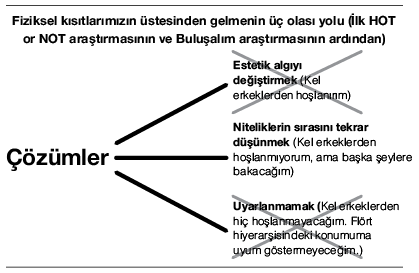 Fiziksel kısıtlarımızın üstesinden gelmenin üç olası yolu (İlk HOT
or NOT araştırmasının ve Buluşalım araştırmasının ardından)
Çözümler
Estetik algıyı
değiştirmek (Kel
erkeklerden hoşlanırım)
Niteliklerin sırasını tekrar
düşünmek (Kel erkeklerden
hoşlanmıyorum, ama başka şeylere
bakacağım)
Uyarlanmamak (Kel erkeklerden
hiç hoşlanmayacağım. Flört
hiyerarşisindeki konumuma
uyum göstermeyeceğim.)